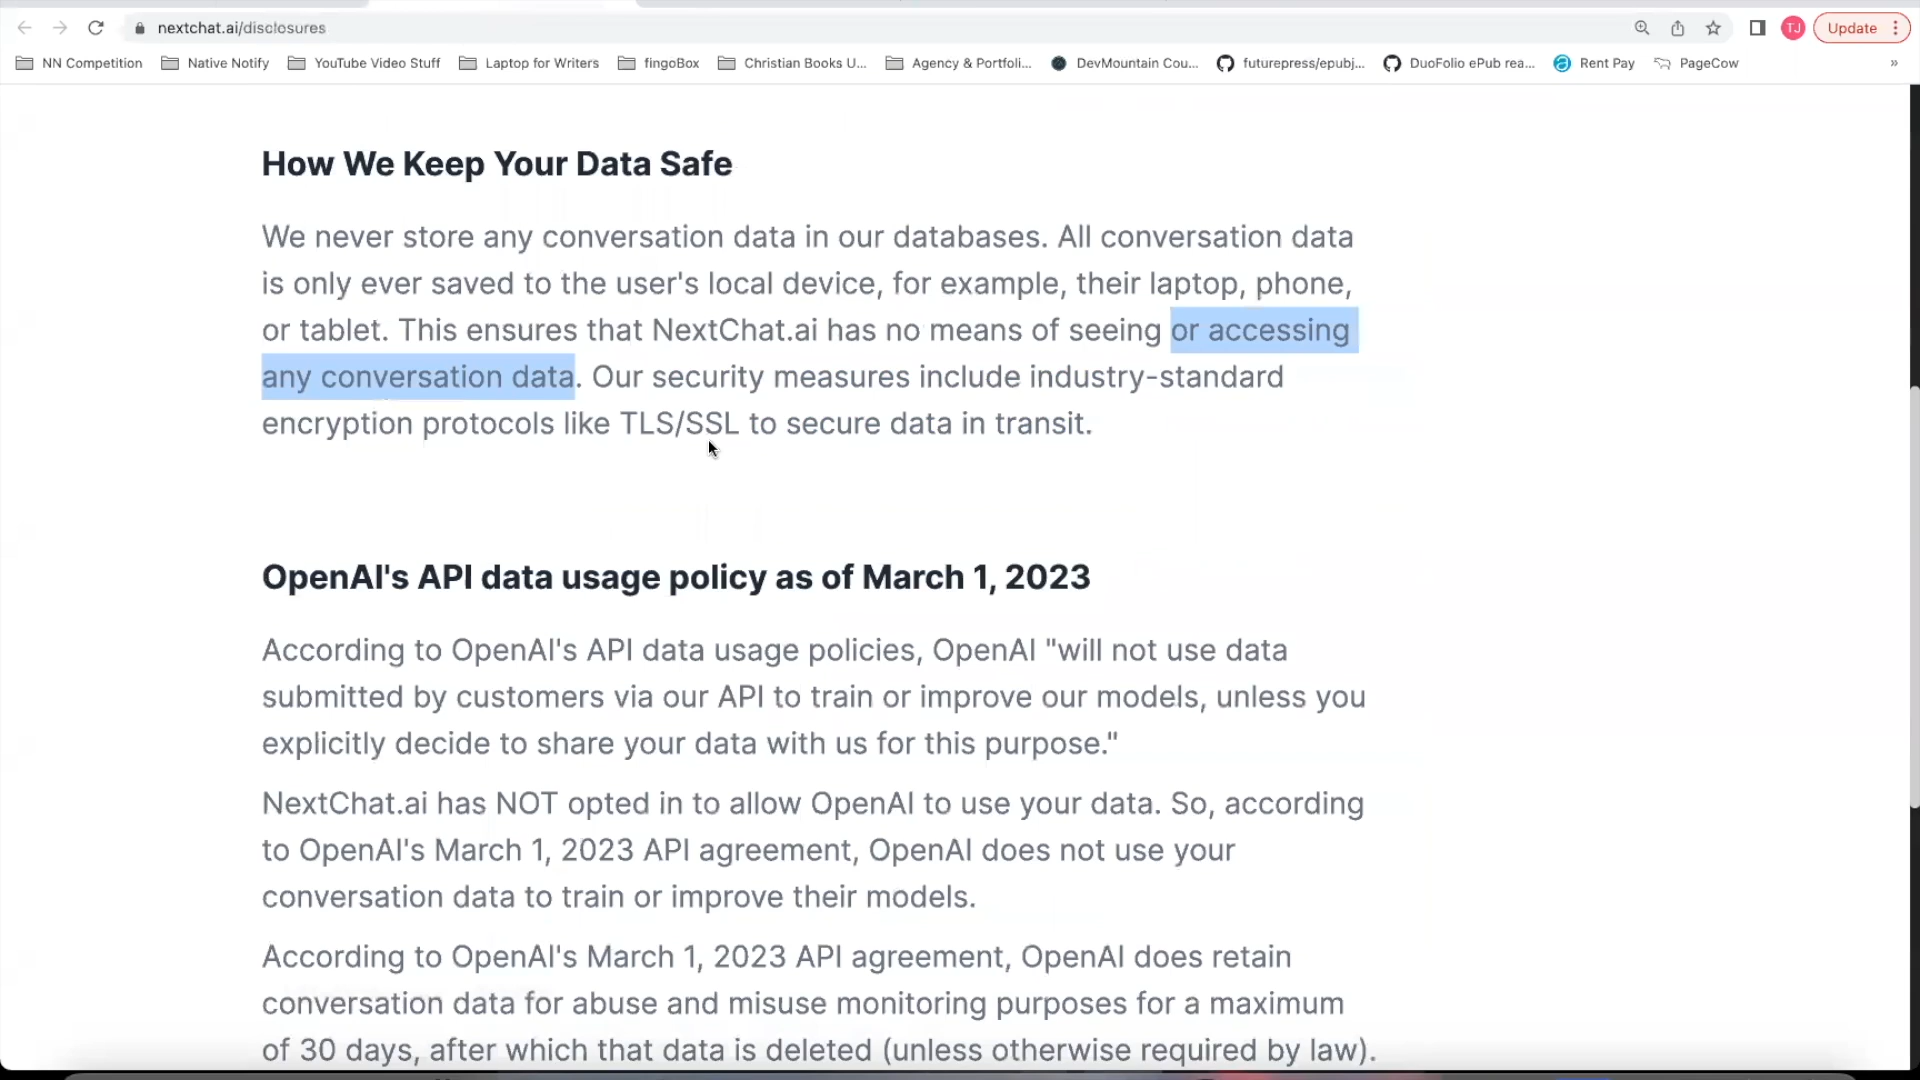 nextchat.ai/disclosures
TJ
Update
NN Competition
Native Notify
YouTube Video Stuff
Laptop for Writers
fingoBox
Christian Books U...
Agency & Portfoli...
DevMountain Cou...
futurepress/epubj...
DuoFolio ePub rea...
Rent Pay
PageCow
»
How We Keep Your Data Safe
We never store any conversation data in our databases. All conversation data
is only ever saved to the user's local device, for example, their laptop, phone,
or tablet. This ensures that NextChat.ai has no means of seeing or accessing
any conversation data. Our security measures include industry-standard
encryption protocols like TLS/SSL to secure data in transit.
OpenAI's API data usage policy as of March 1, 2023
According to OpenAI's API data usage policies, OpenAI "will not use data
submitted by customers via our API to train or improve our models, unless you
explicitly decide to share your data with us for this purpose."
NextChat.ai has NOT opted in to allow OpenAI to use your data. So, according
to OpenAI's March 1, 2023 API agreement, OpenAI does not use your
conversation data to train or improve their models.
According to OpenAI's March 1, 2023 API agreement, OpenAI does retain
conversation data for abuse and misuse monitoring purposes for a maximum
of 30 days, after which that data is deleted (unless otherwise required by law).